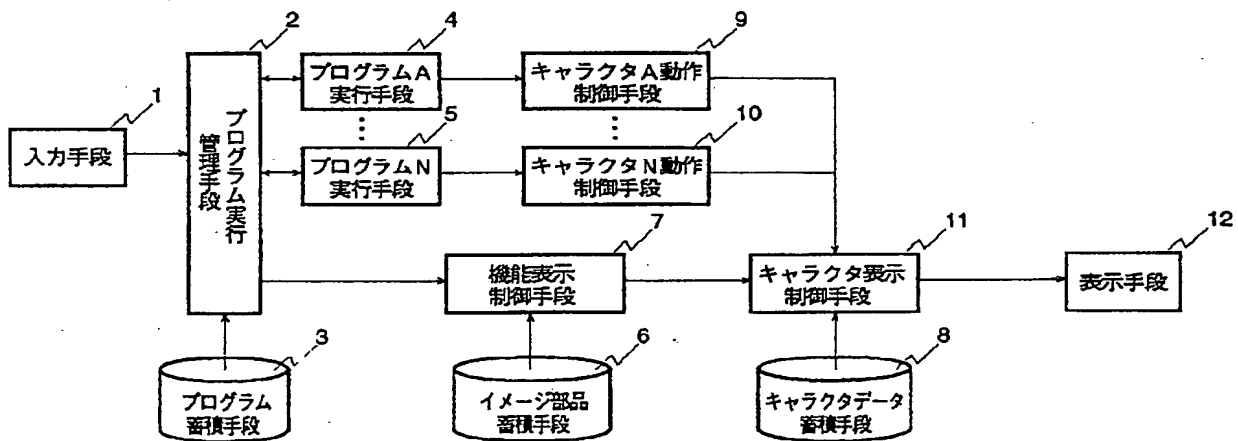 2
4
9
プログラムA
実行手段
キャラクタA動作
制御手段
1
5
10
入力手段
プログラム実行
管理手段
プログラムN
実行手段
キャラクタN動作
制御手段
7
11
12
機能表示
制御手段
キャラクタ表示
制御手段
表示手段
3
6
8
プログラム
蓄積手段
イメージ部品
蓄積手段
キャラクタデータ
蓄積手段